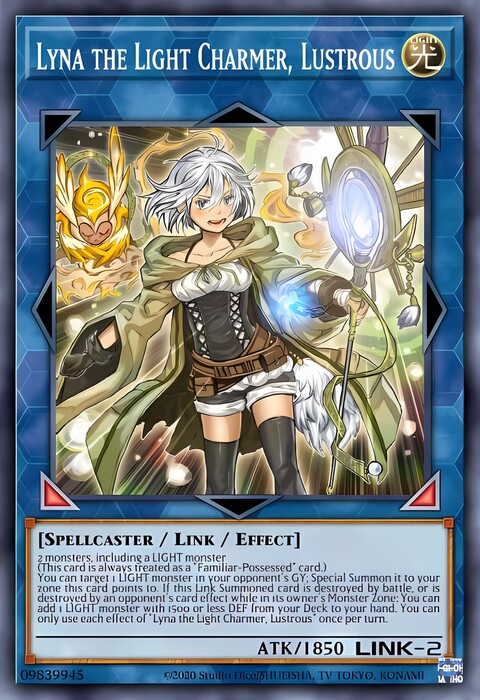 LYNA THE LIGHT CHARMER, LUSTROUS
LIGHT
光
[SPELLCASTER / LINK / EFFECT]
2 monsters, including a LIGHT monster
(This card is always treated as a "Familiar-Possessed" card.)
You can target 1 LIGHT monster in your opponent's GY; Special Summon it to your
zone this card points to. If this Link Summoned card is destroyed by battle, or is
destroyed by an opponent's card effect while in its owner's Monster Zone: You can
add 1 LIGHT monster with 1500 or less DEF from your Deck to your hand. You can
only use each effect of "Lyna the Light Charmer, Lustrous" once per turn.
ATK/1850 LINK-2
09839945
©2020 Studio Dice/SHUEISHA, TV TOKYO, KONAMI